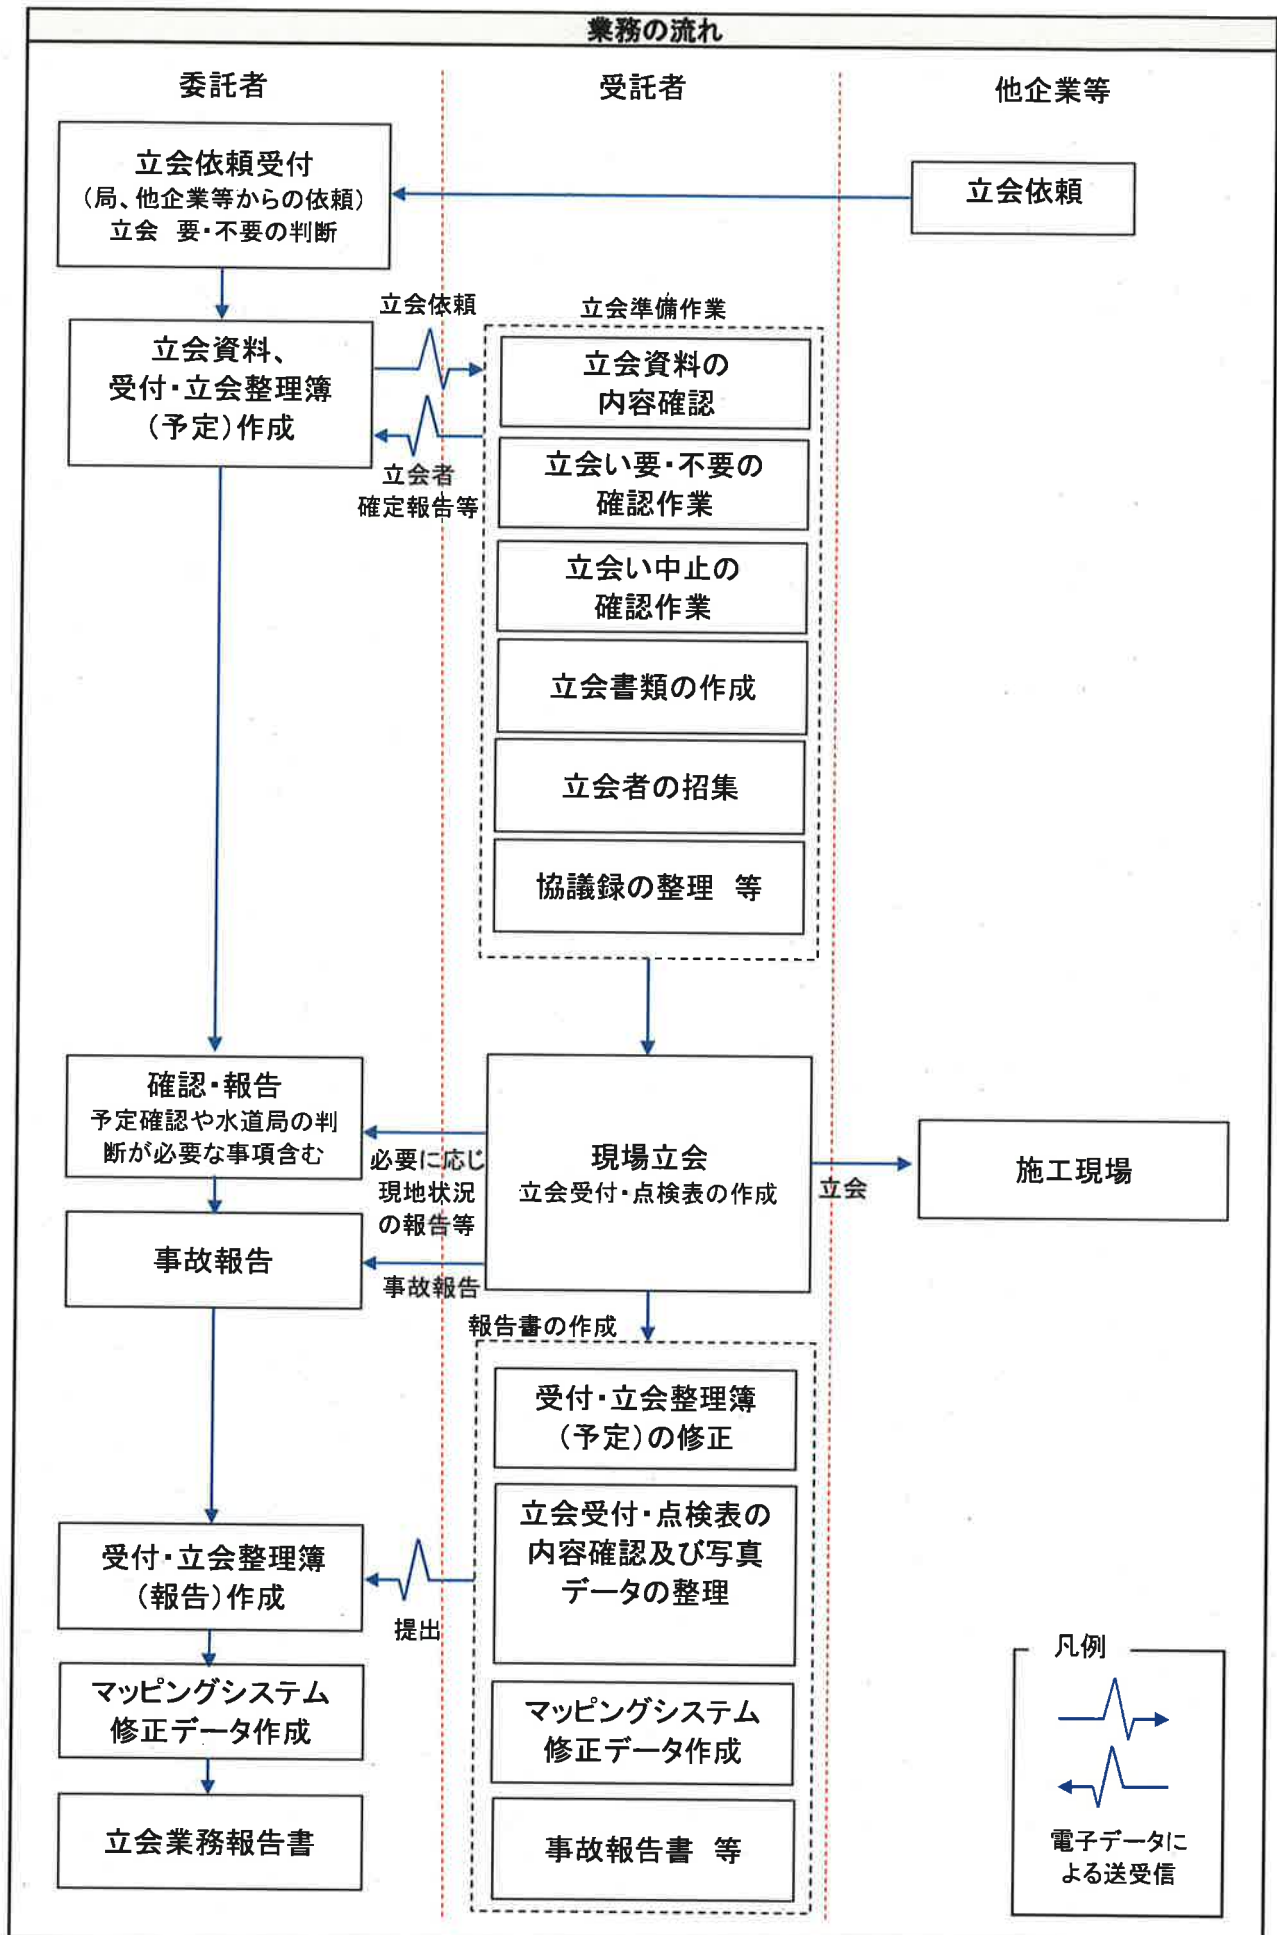 業務の流れ
委託者
受託者
他企業等
立会依頼受付
（局、他企業等からの依頼）
立会 要・不要の判断
立会依頼
立会資料、
受付・立会整理簿
（予定）作成
立会依頼
立会者
確定報告等
立会準備作業
立会資料の
内容確認
立会い要・不要の
確認作業
立会い中止の
確認作業
立会書類の作成
立会者の招集
協議録の整理 等
確認・報告
予定確認や水道局の判
断が必要な事項含む
必要に応じ
現地状況
の報告等
現場立会
立会受付・点検表の作成
立会
施工現場
事故報告
事故報告
報告書の作成
受付・立会整理簿
（予定）の修正
立会受付・点検表の
内容確認及び写真
データの整理
受付・立会整理簿
（報告）作成
提出
マッピングシステム
修正データ作成
マッピングシステム
修正データ作成
立会業務報告書
事故報告書 等
凡例
電子データに
よる送受信